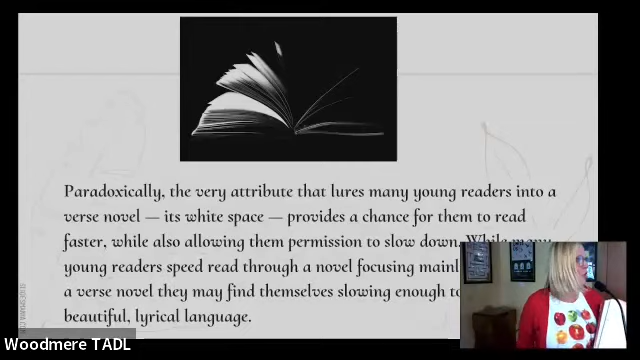 Paradoxically, the very attribute that lures many young readers into a
verse novel — its white space — provides a chance for them to read
faster, while also allowing them permission to slow down. While many
young readers speed read through a novel focusing
a verse novel they may find themselves slowing enough
beautiful, lyrical language.
Woodmere TADL